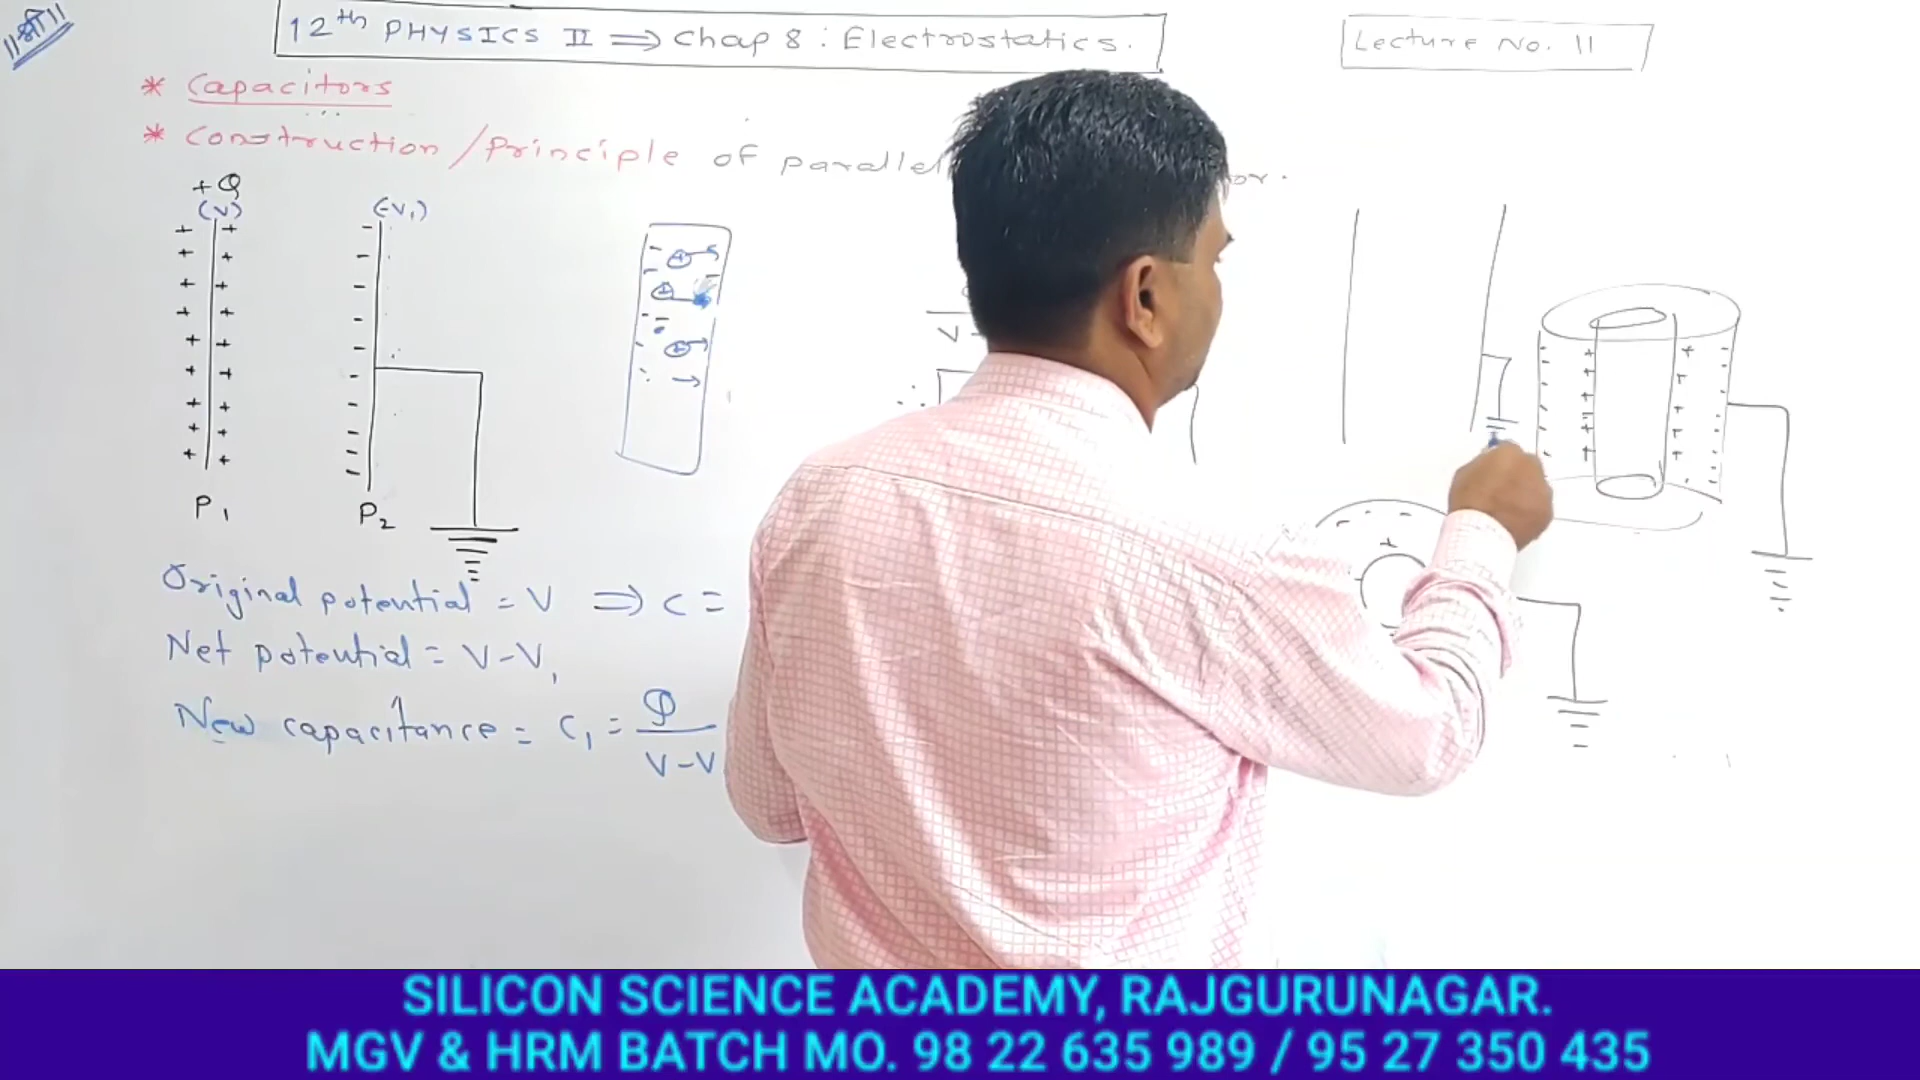 ॥श्री॥
12th PHYSICS II ⇒ Chap 8 : Electrostatics.
Lecture No. 11
* Capacitors
* Construction/principle of parallel
+Q
(V)
(-V₁)
P₁
P₂
Original potential = V ⇒ C =
Net potential = V-V₁
New capacitance = C₁ = Q / V-V
SILICON SCIENCE ACADEMY, RAJGURUNAGAR.
MGV & HRM BATCH MO. 98 22 635 989 / 95 27 350 435